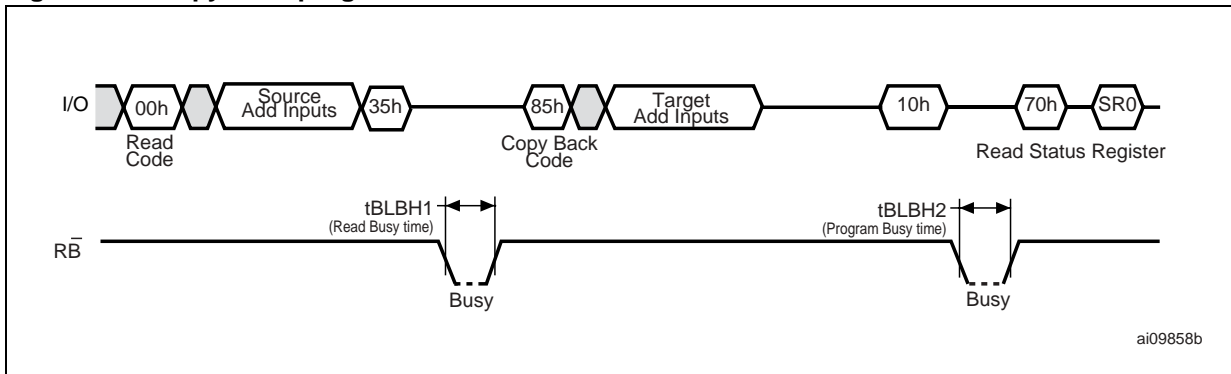 I/O
00h
Source
Add Inputs
35h
85h
Target
Add Inputs
10h
70h
SR0
Read
Code
Copy Back
Code
Read Status Register
tBLBH1
(Read Busy time)
tBLBH2
(Program Busy time)
RB̅
Busy
Busy
ai09858b